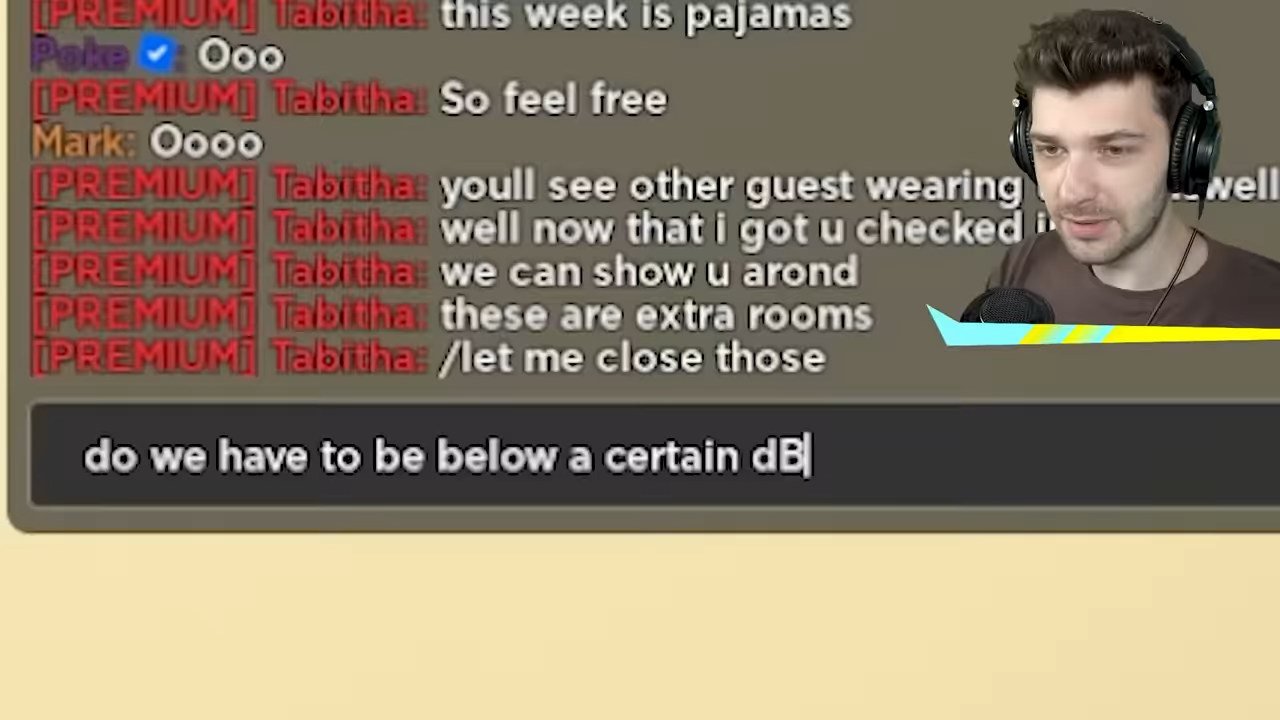 [PREMIUM] Tabitha: this week is pajamas
Poke : Ooo
[PREMIUM] Tabitha: So feel free
Mark: Oooo
[PREMIUM] Tabitha: youll see other guest wearing well
[PREMIUM] Tabitha: well now that i got u checked
[PREMIUM] Tabitha: we can show u arond
[PREMIUM] Tabitha: these are extra rooms
[PREMIUM] Tabitha: /let me close those
do we have to be below a certain dB